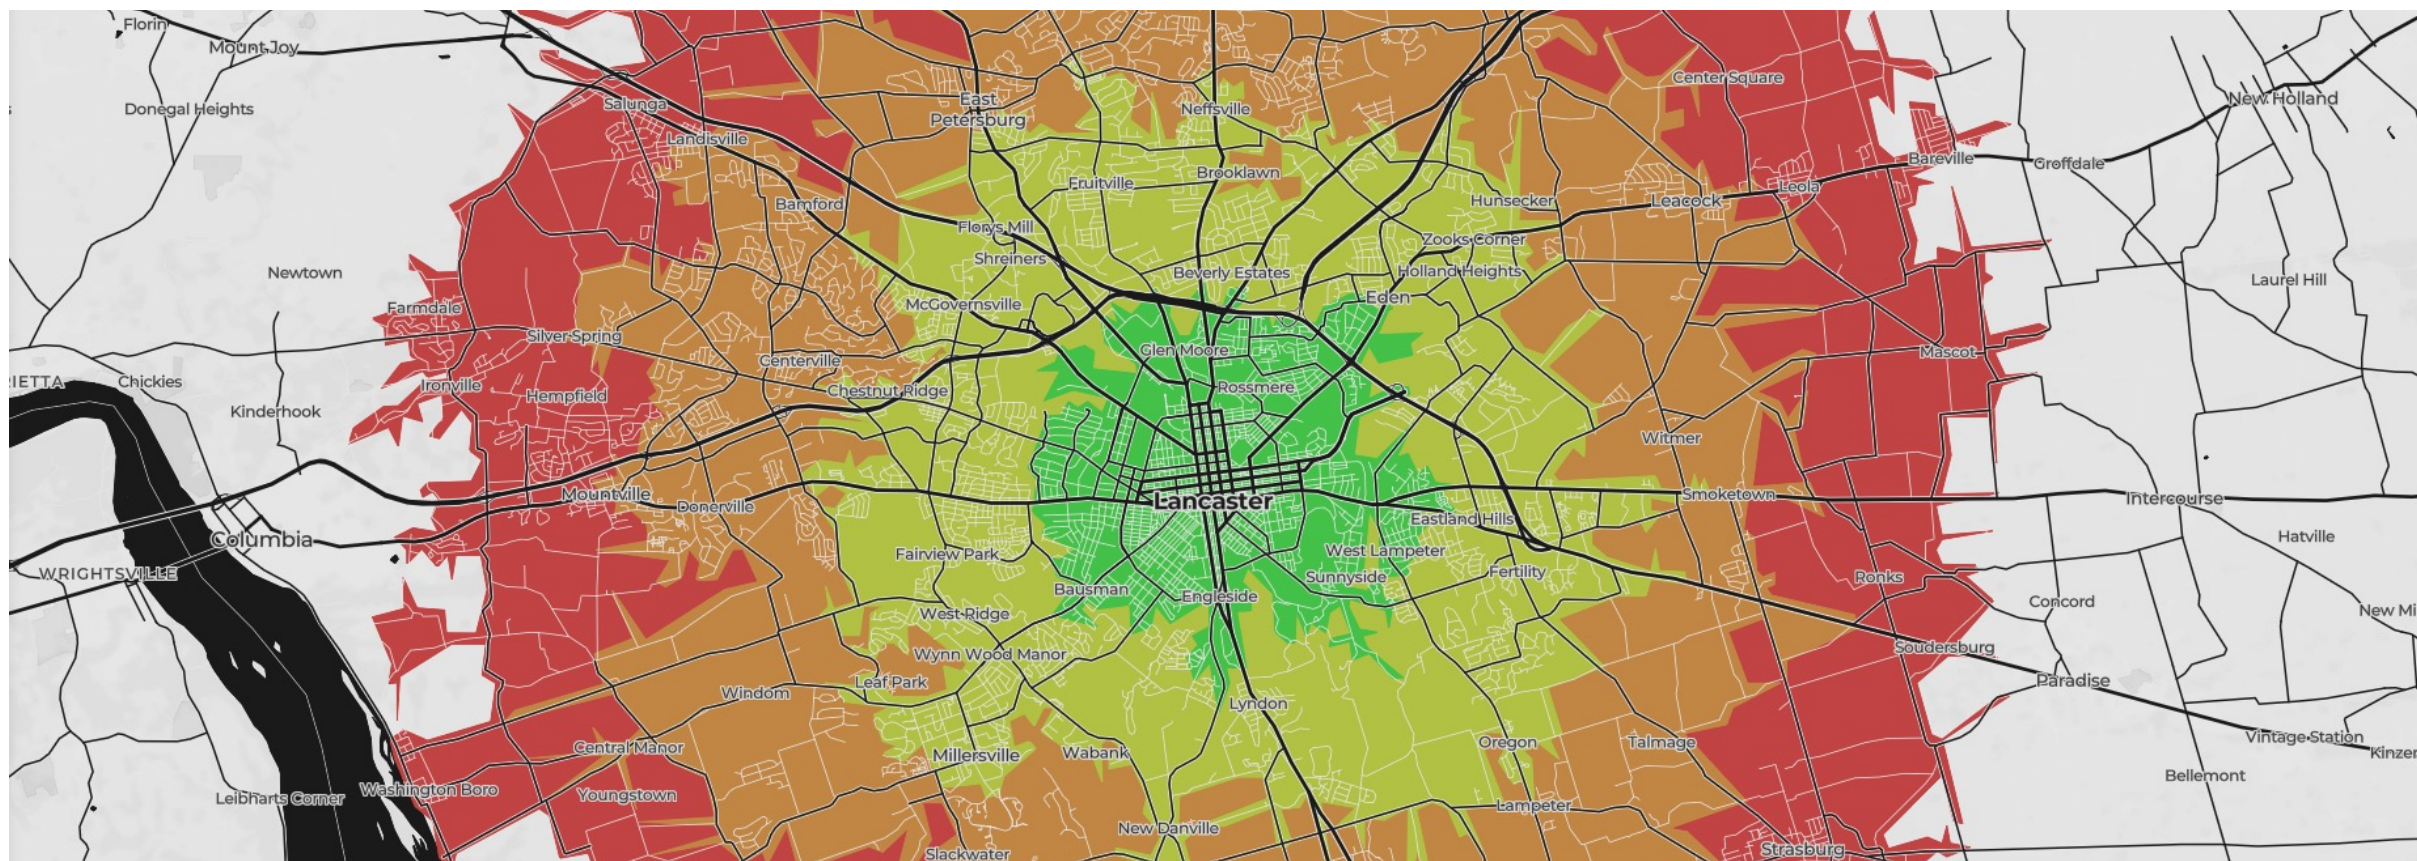 Florin
Mount Joy
Donegal Heights
Salunga
Landisville
East
Petersburg
Neffsville
Center Square
New Holland
Bareville
Groffdale
Fruitville
Brooklawn
Leola
Bamford
Hunsecker
Leacock
Florys Mill
Zooks Corner
Newtown
Shreiners
Beverly Estates
Holland Heights
Laurel Hill
Farmdale
McGovernsville
Eden
Silver Spring
Glen Moore
Mascot
Centerville
RIETTA
Chickies
Ironville
Hempfield
Chestnut Ridge
Rossmere
Kinderhook
Witmer
Mountville
Donerville
Lancaster
Smoketown
Intercourse
Eastland Hills
Columbia
Fairview Park
West Lampeter
Hatville
WRIGHTSVILLE
Bausman
Engleside
Sunnyside
Fertility
Ronks
Concord
New Mi
West Ridge
Wynn Wood Manor
Soudersburg
Windom
Leaf Park
Lyndon
Paradise
Central Manor
Millersville
Wabank
Oregon
Talmage
Vintage Station
Kinzer
Washington Boro
Leibharts Corner
Youngstown
Bellemont
Lampeter
New Danville
Slackwater
Strasburg